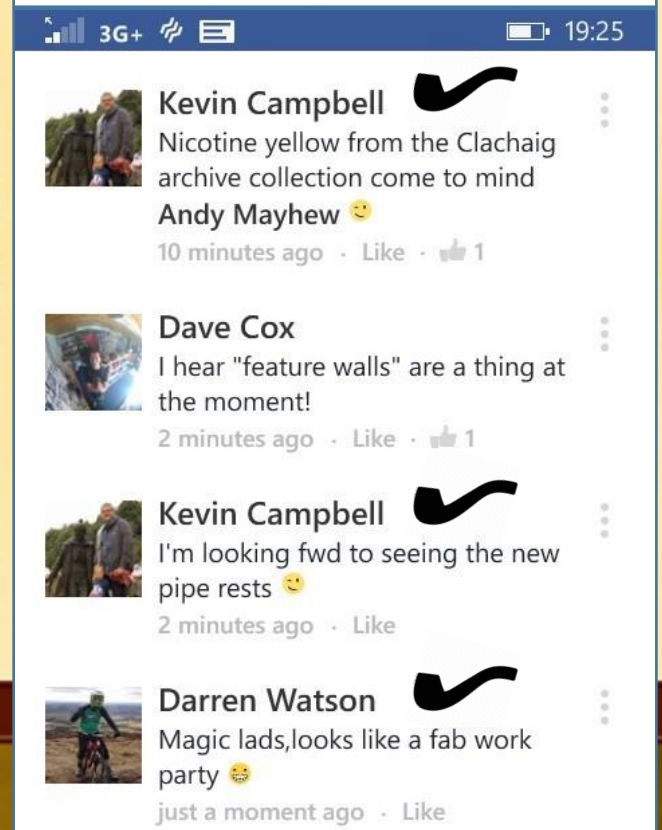 3G+ 19:25
Kevin Campbell
Nicotine yellow from the Clachaig
archive collection come to mind
Andy Mayhew 😉
10 minutes ago · Like · 1
Dave Cox
I hear "feature walls" are a thing at
the moment!
2 minutes ago · Like · 1
Kevin Campbell
I'm looking fwd to seeing the new
pipe rests 😉
2 minutes ago · Like
Darren Watson
Magic lads,looks like a fab work
party 😁
just a moment ago · Like